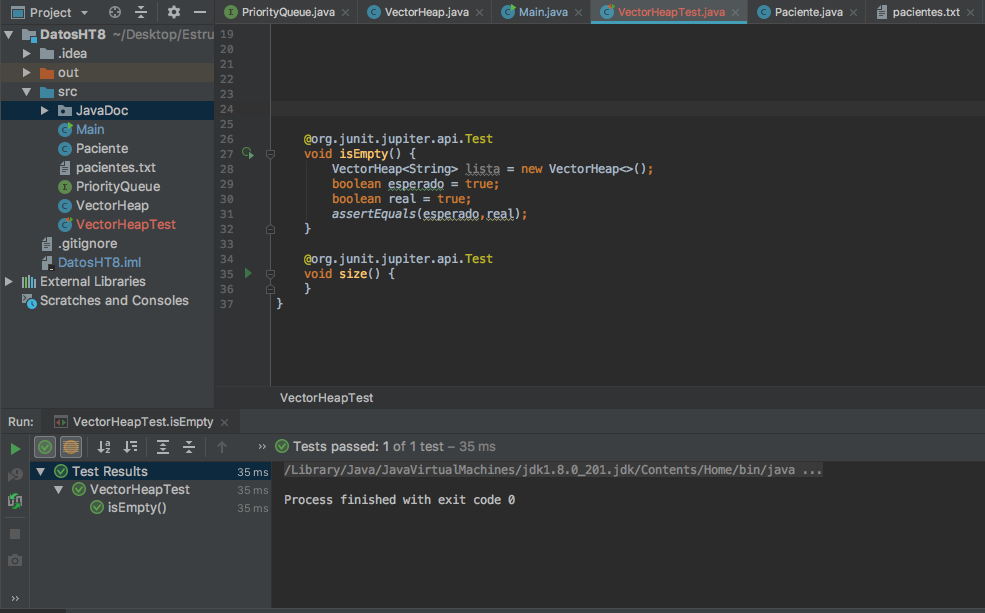 Project
PriorityQueue.java
VectorHeap.java
Main.java
VectorHeapTest.java
Paciente.java
pacientes.txt
DatosHT8 ~/Desktop/Estru
.idea
out
src
JavaDoc
Main
Paciente
pacientes.txt
PriorityQueue
VectorHeap
VectorHeapTest
.gitignore
DatosHT8.iml
External Libraries
Scratches and Consoles
19
20
21
22
23
24
25
26 @org.junit.jupiter.api.Test
27 void isEmpty() {
28 VectorHeap<String> lista = new VectorHeap<>();
29 boolean esperado = true;
30 boolean real = true;
31 assertEquals(esperado,real);
32 }
33
34 @org.junit.jupiter.api.Test
35 void size() {
36 }
37 }
VectorHeapTest
Run: VectorHeapTest.isEmpty
Tests passed: 1 of 1 test – 35 ms
Test Results 35 ms
VectorHeapTest 35 ms
isEmpty() 35 ms
/Library/Java/JavaVirtualMachines/jdk1.8.0_201.jdk/Contents/Home/bin/java ...
Process finished with exit code 0